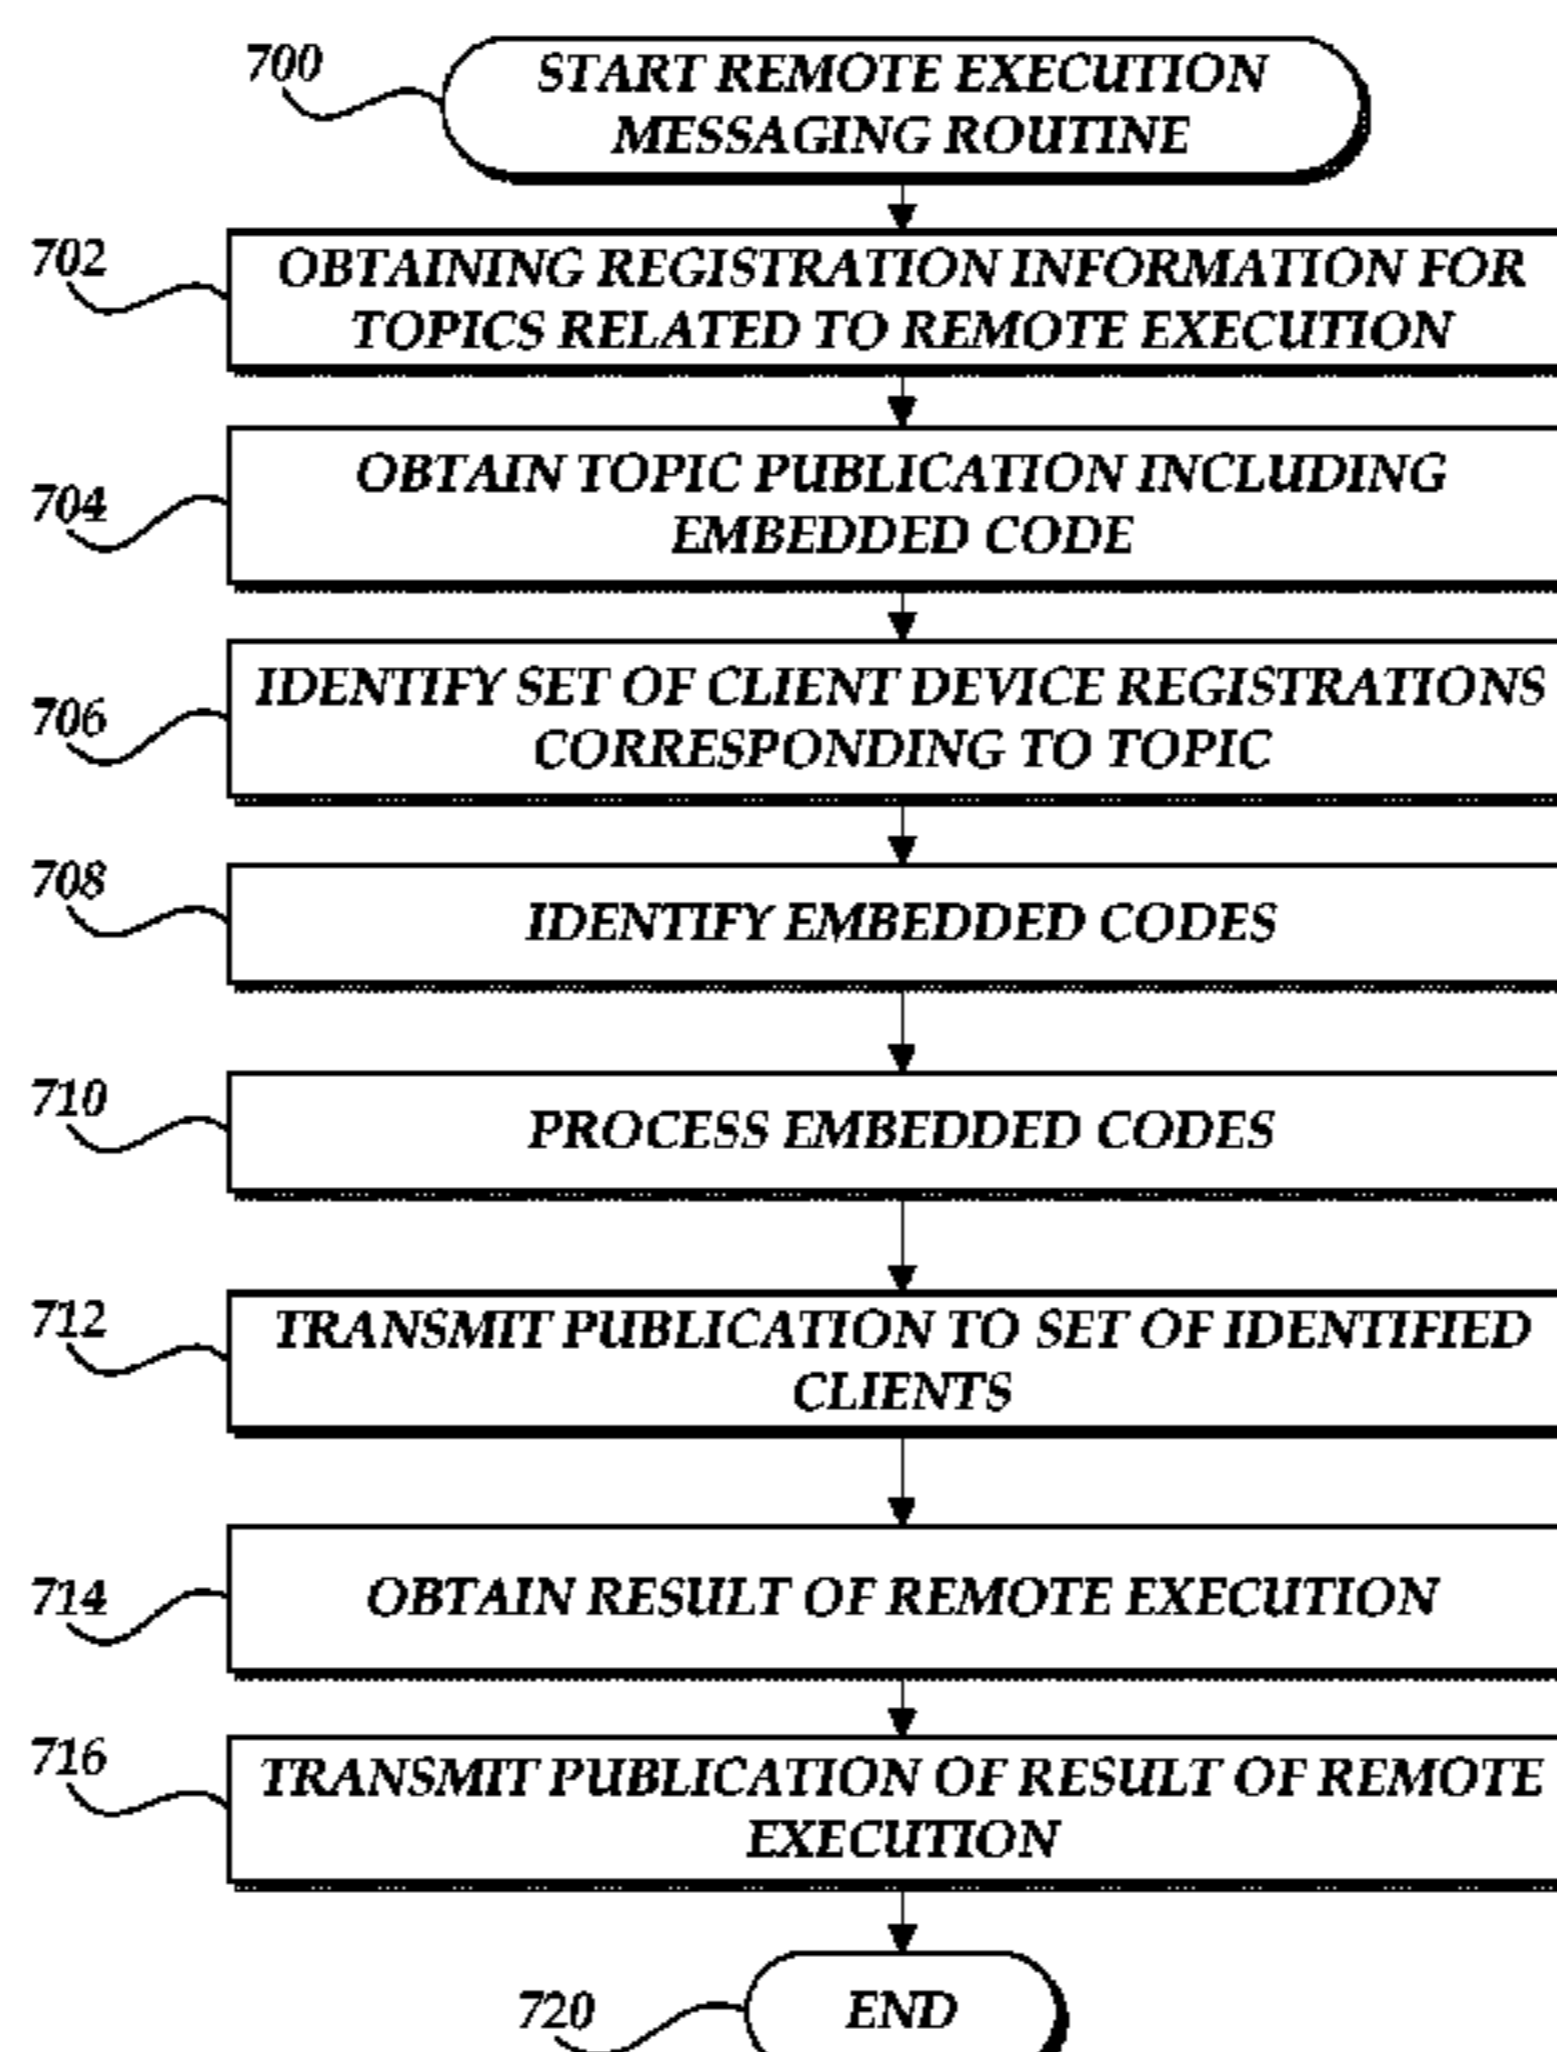 700
START REMOTE EXECUTION
MESSAGING ROUTINE
702
OBTAINING REGISTRATION INFORMATION FOR
TOPICS RELATED TO REMOTE EXECUTION
704
OBTAIN TOPIC PUBLICATION INCLUDING
EMBEDDED CODE
706
IDENTIFY SET OF CLIENT DEVICE REGISTRATIONS
CORRESPONDING TO TOPIC
708
IDENTIFY EMBEDDED CODES
710
PROCESS EMBEDDED CODES
712
TRANSMIT PUBLICATION TO SET OF IDENTIFIED
CLIENTS
714
OBTAIN RESULT OF REMOTE EXECUTION
716
TRANSMIT PUBLICATION OF RESULT OF REMOTE
EXECUTION
720
END